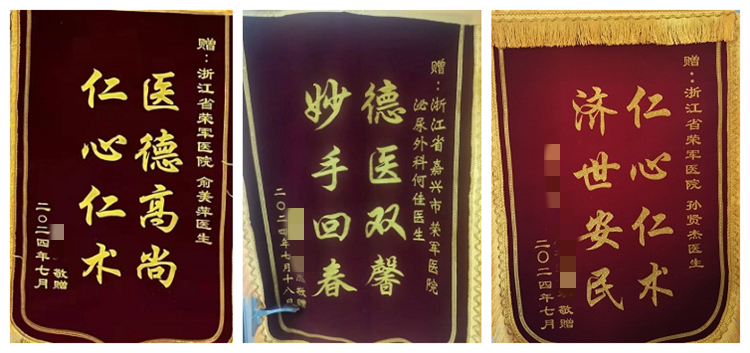 赠：浙江省荣军医院 俞美萍医生
医德高尚
仁心仁术
敬赠
二〇二四年七月
赠：浙江省嘉兴市荣军医院
泌尿外科何佳医生
德医双馨
妙手回春
敬赠
二〇二四年七月十八日
赠：浙江省荣军医院 孙贤杰医生
仁心仁术
济世安民
敬赠
二〇二四年七月